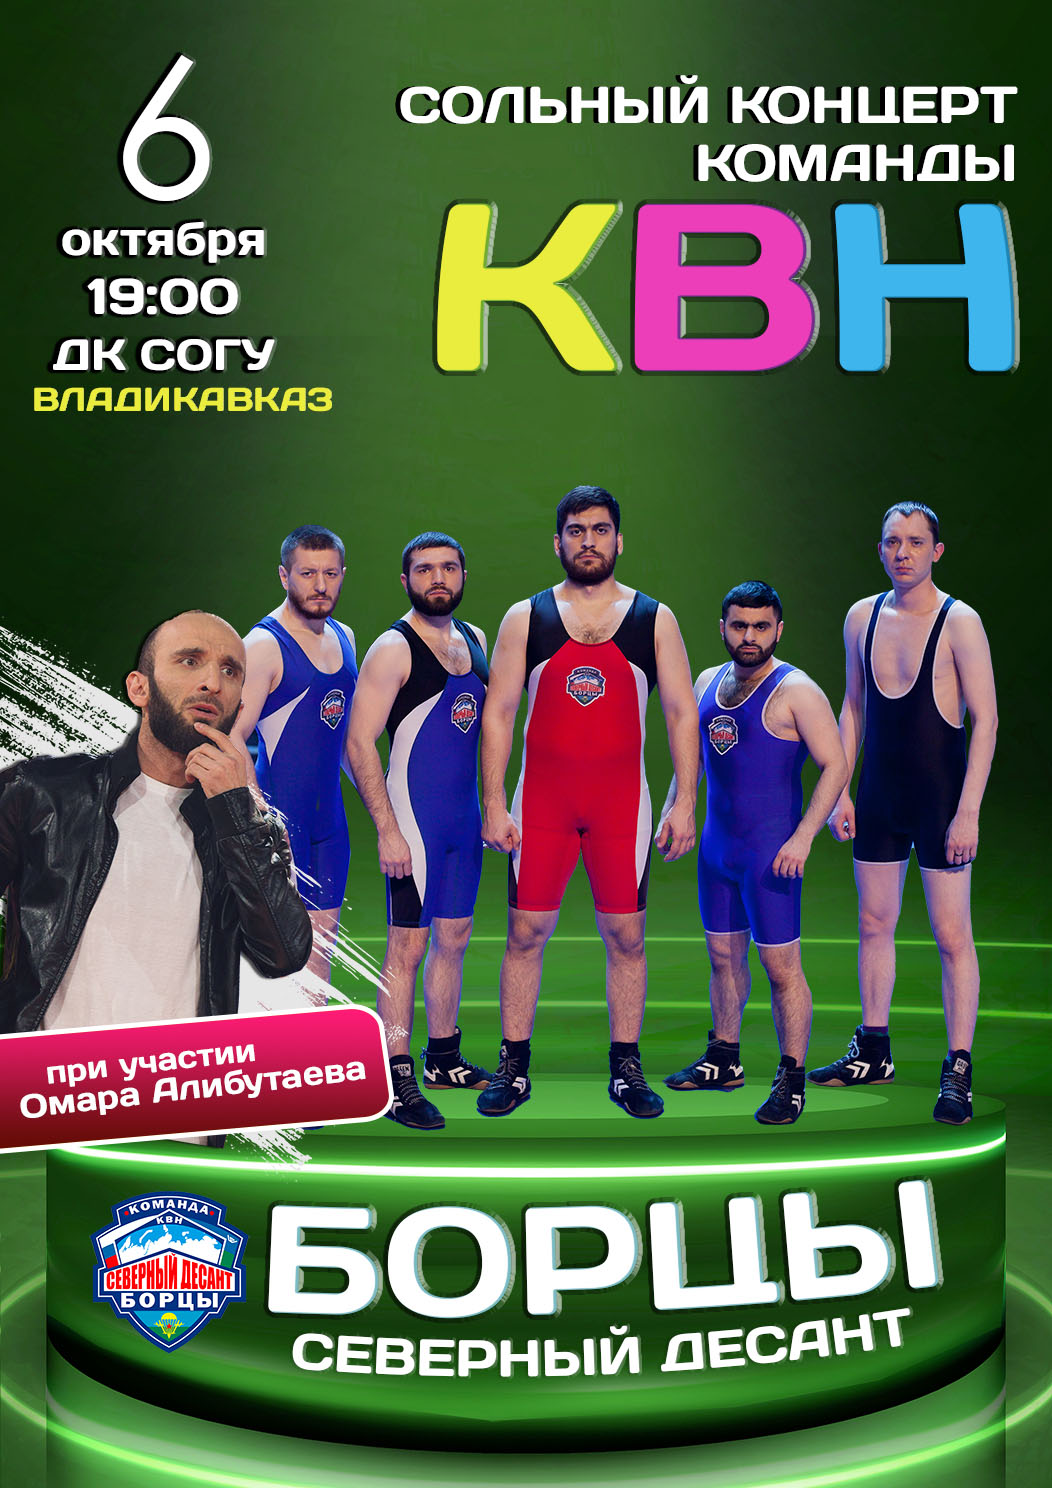 6
октября
19:00
ДК СОГУ
ВЛАДИКАВКАЗ
СОЛЬНЫЙ КОНЦЕРТ
КОМАНДЫ
КВН
при участии
Омара Алибутаева
КОМАНДА
КВН
СЕВЕРНЫЙ ДЕСАНТ
БОРЦЫ
БОРЦЫ
СЕВЕРНЫЙ ДЕСАНТ